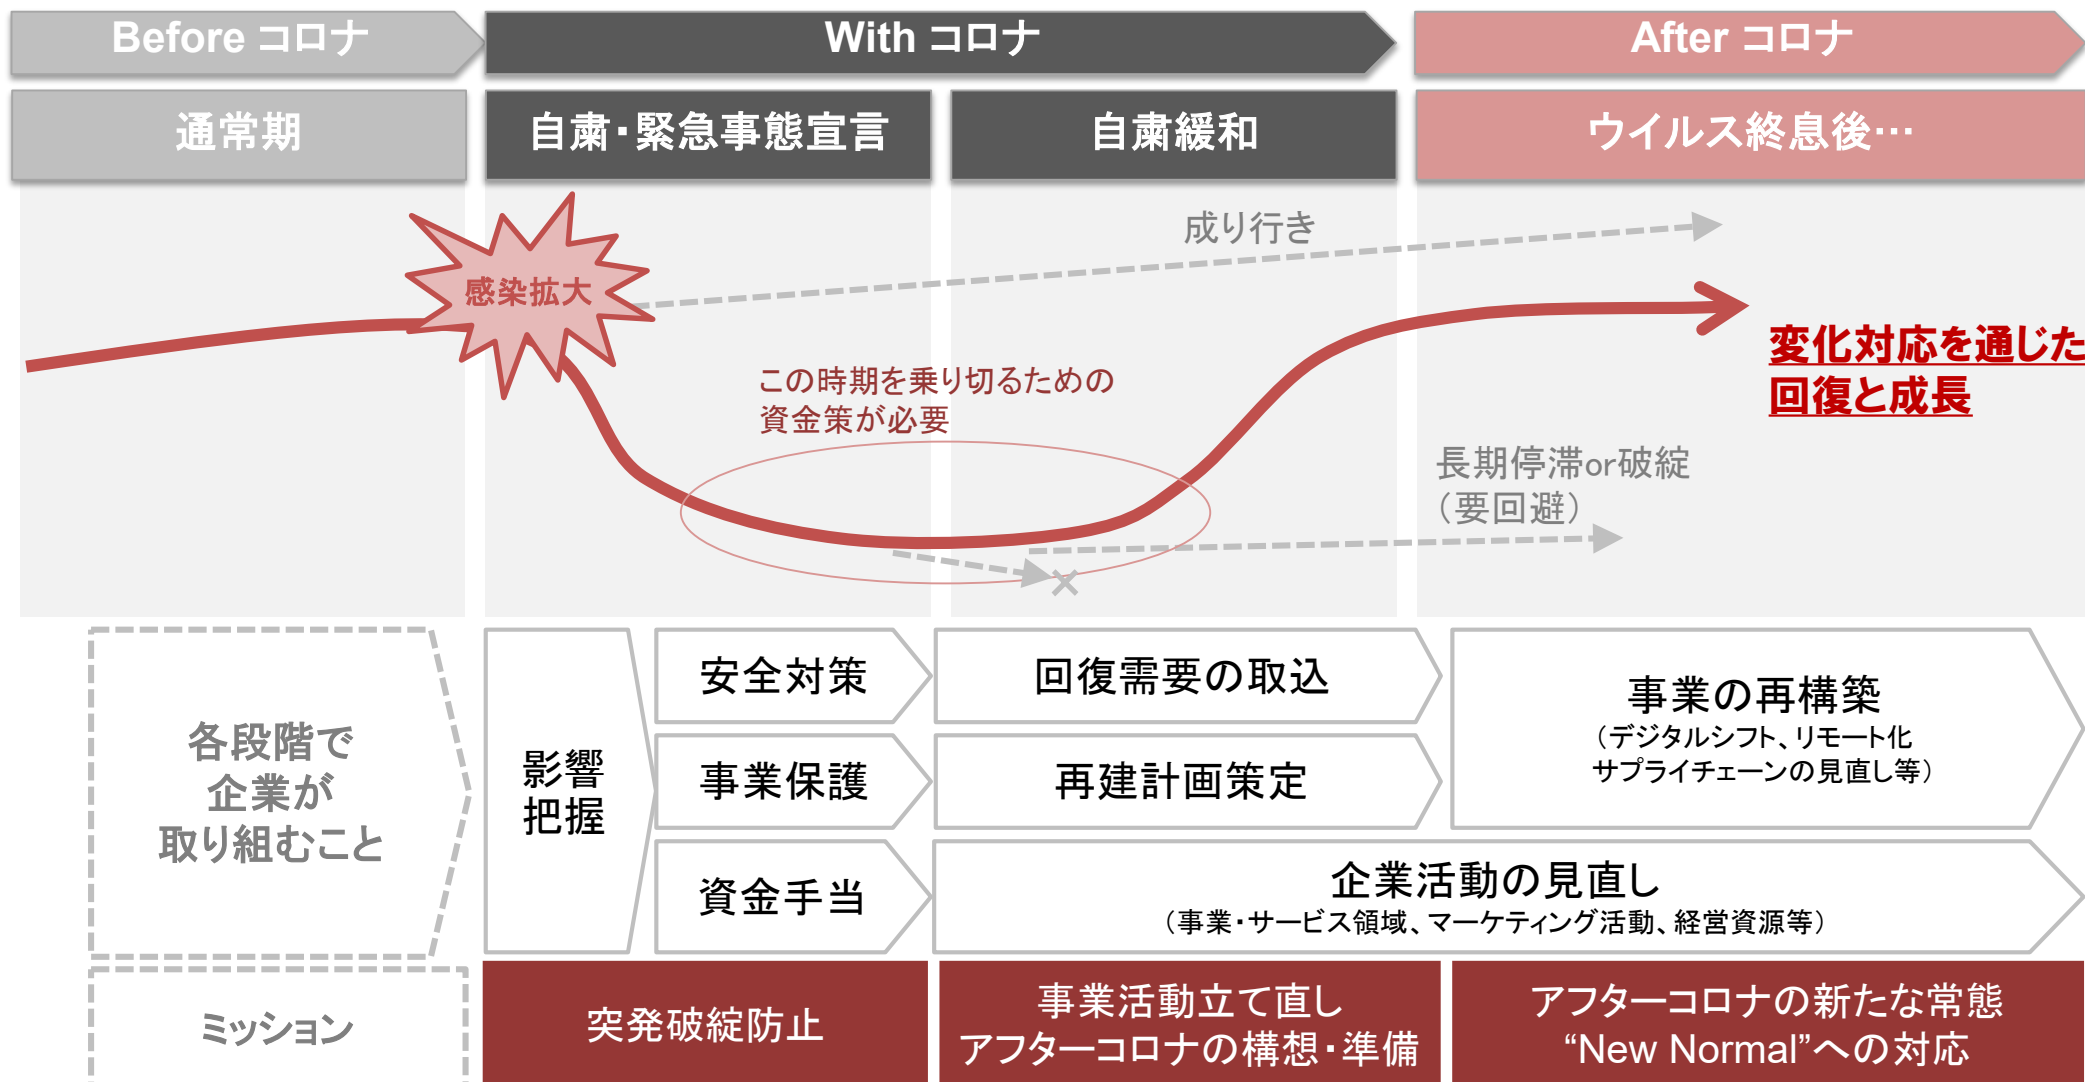 Before コロナ
With コロナ
After コロナ
通常期
自粛・緊急事態宣言
自粛緩和
ウイルス終息後…
成り行き
感染拡大
変化対応を通じた
回復と成長
この時期を乗り切るための
資金策が必要
長期停滞or破綻
（要回避）
各段階で
企業が
取り組むこと
影響
把握
安全対策
回復需要の取込
事業の再構築
（デジタルシフト、リモート化
サプライチェーンの見直し等）
事業保護
再建計画策定
資金手当
企業活動の見直し
（事業・サービス領域、マーケティング活動、経営資源等）
ミッション
突発破綻防止
事業活動立て直し
アフターコロナの構想・準備
アフターコロナの新たな常態
“New Normal”への対応